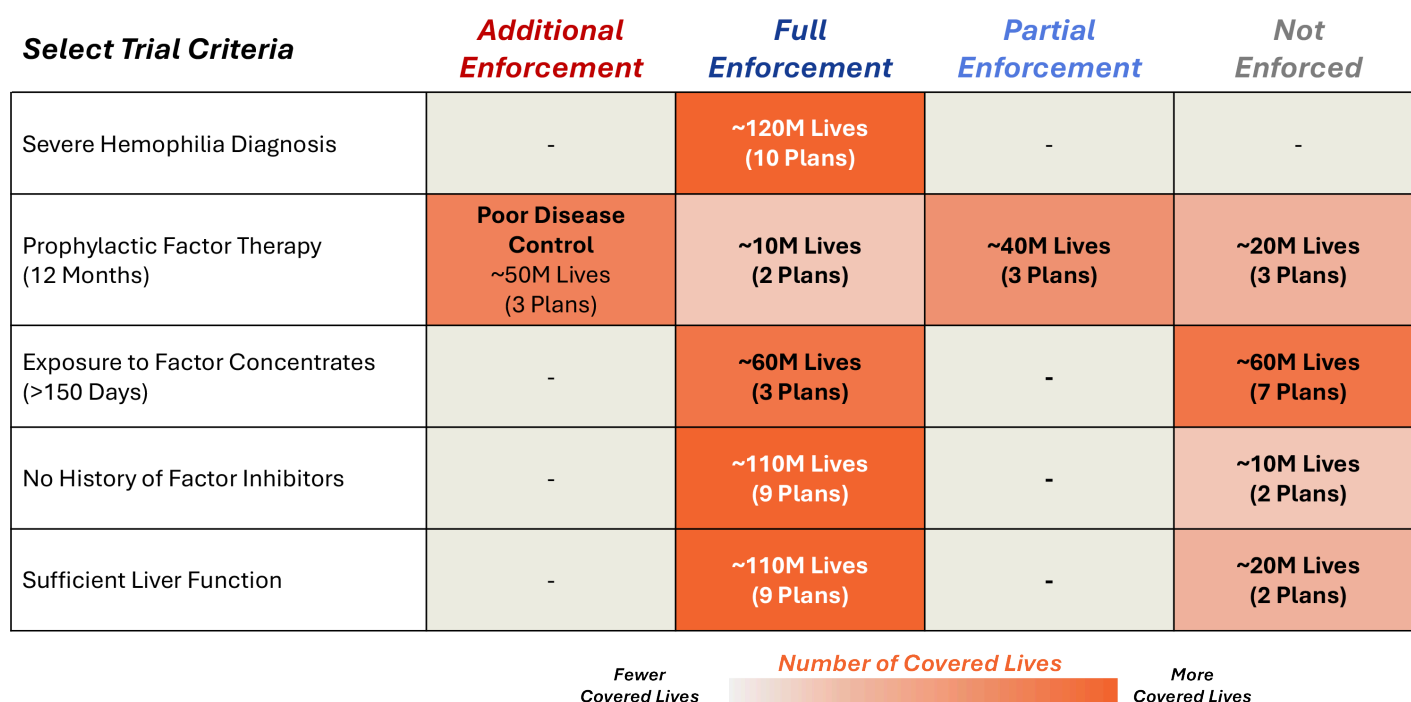 Select Trial Criteria
Additional
Enforcement
Full
Enforcement
Partial
Enforcement
Not
Enforced
Severe Hemophilia Diagnosis
-
~120M Lives
(10 Plans)
-
-
Prophylactic Factor Therapy
(12 Months)
Poor Disease
Control
~50M Lives
(3 Plans)
~10M Lives
(2 Plans)
~40M Lives
(3 Plans)
~20M Lives
(3 Plans)
Exposure to Factor Concentrates
(>150 Days)
-
~60M Lives
(3 Plans)
-
~60M Lives
(7 Plans)
No History of Factor Inhibitors
-
~110M Lives
(9 Plans)
-
~10M Lives
(2 Plans)
Sufficient Liver Function
-
~110M Lives
(9 Plans)
-
~20M Lives
(2 Plans)
Number of Covered Lives
Fewer
Covered Lives
More
Covered Lives